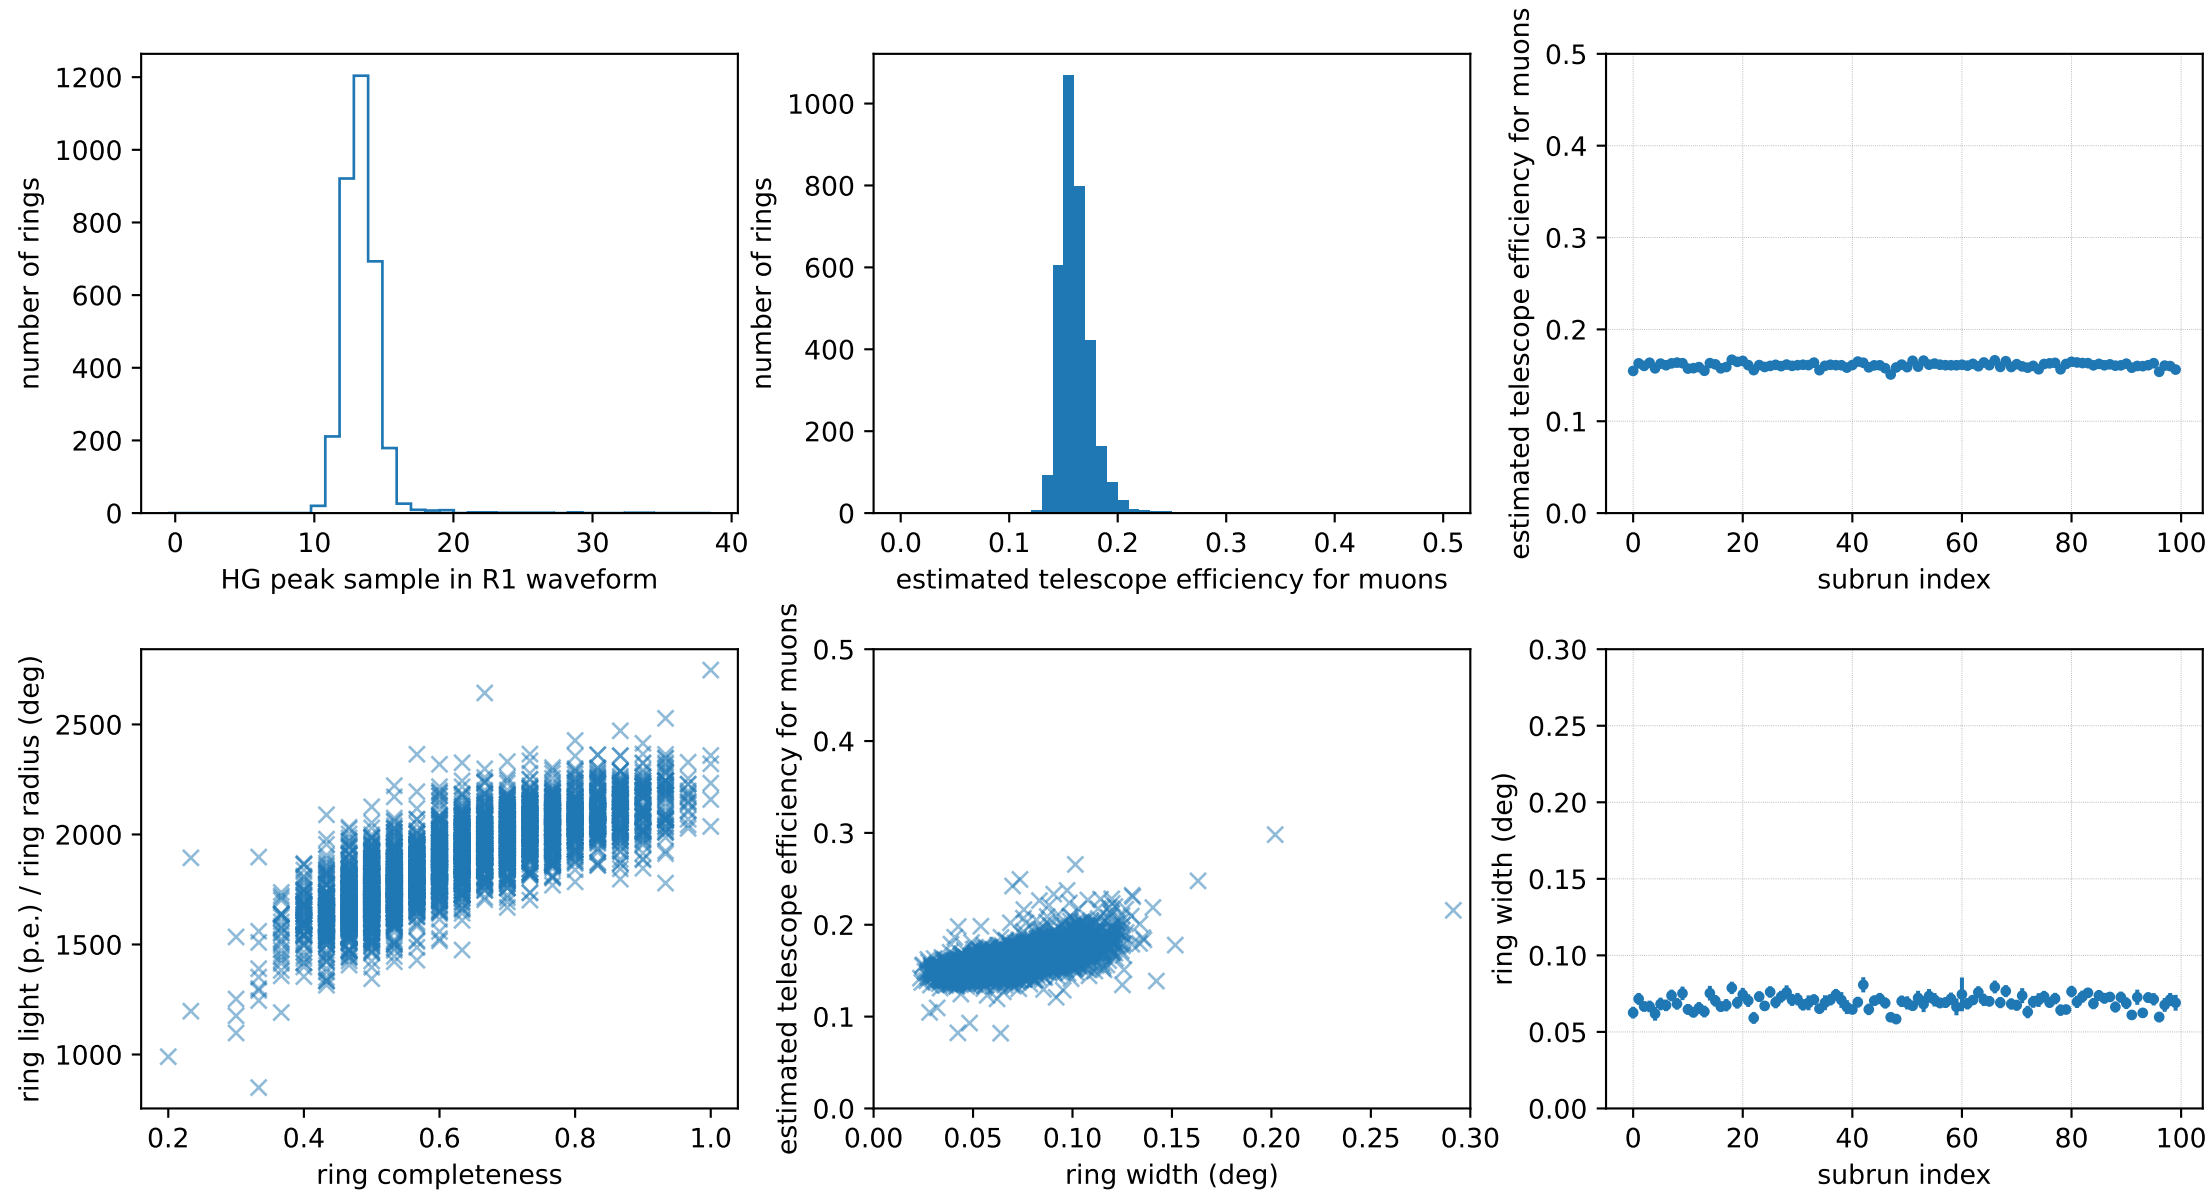 number of rings
1200
1000
800
600
400
200
0
0 10 20 30 40
HG peak sample in R1 waveform
number of rings
1000
800
600
400
200
0
0.0 0.1 0.2 0.3 0.4 0.5
estimated telescope efficiency for muons
estimated telescope efficiency for muons
0.5
0.4
0.3
0.2
0.1
0.0
0 20 40 60 80 100
subrun index
ring light (p.e.) / ring radius (deg)
2500
2000
1500
1000
0.2 0.4 0.6 0.8 1.0
ring completeness
estimated telescope efficiency for muons
0.5
0.4
0.3
0.2
0.1
0.0
0.00 0.05 0.10 0.15 0.20 0.25 0.30
ring width (deg)
ring width (deg)
0.30
0.25
0.20
0.15
0.10
0.05
0.00
0 20 40 60 80 100
subrun index